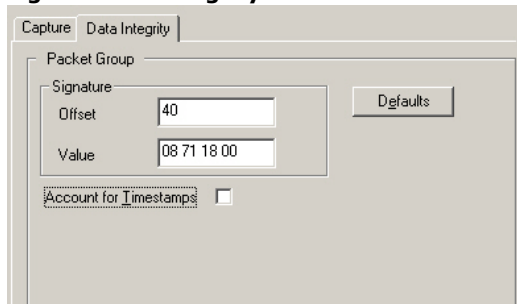 Capture Data Integrity
Packet Group
Signature
Offset 40 Defaults
Value 08 71 18 00
Account for Timestamps